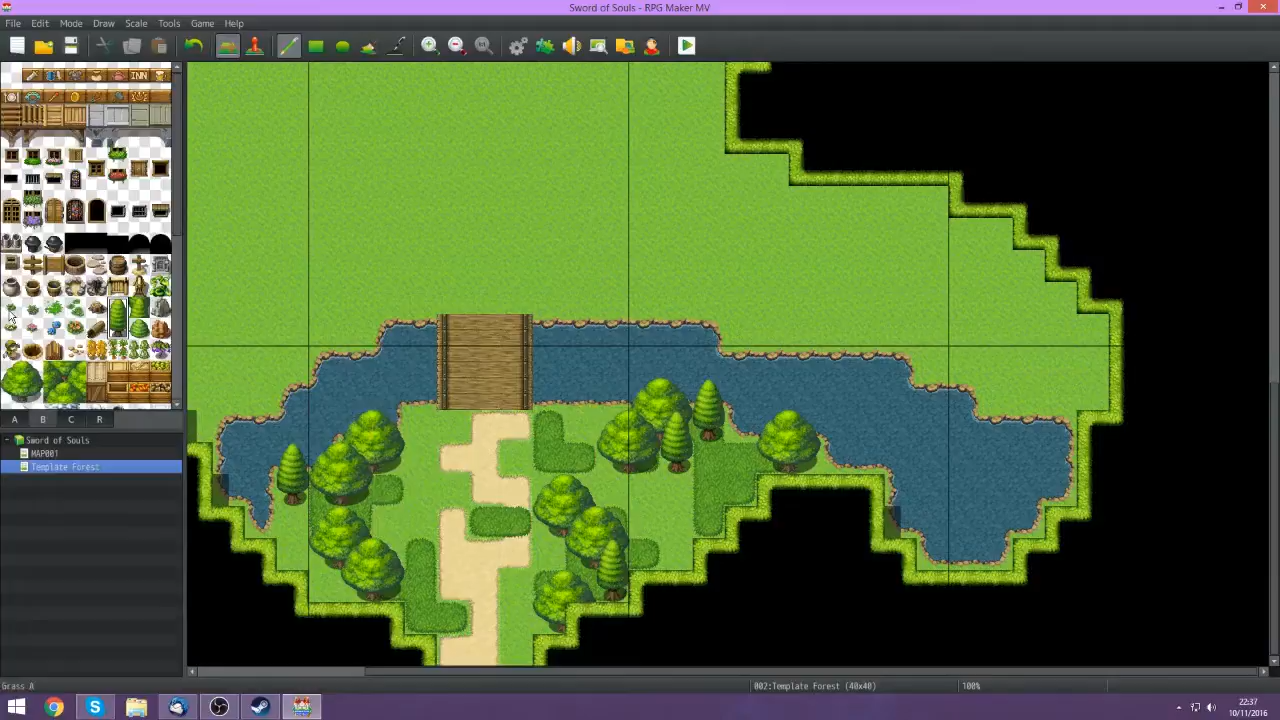 Sword of Souls - RPG Maker MV
File Edit Mode Draw Scale Tools Game Help
INN
A B C R
Sword of Souls
MAP001
Template Forest
Grass A
002:Template Forest (40x40)
100%
22:37
10/11/2016